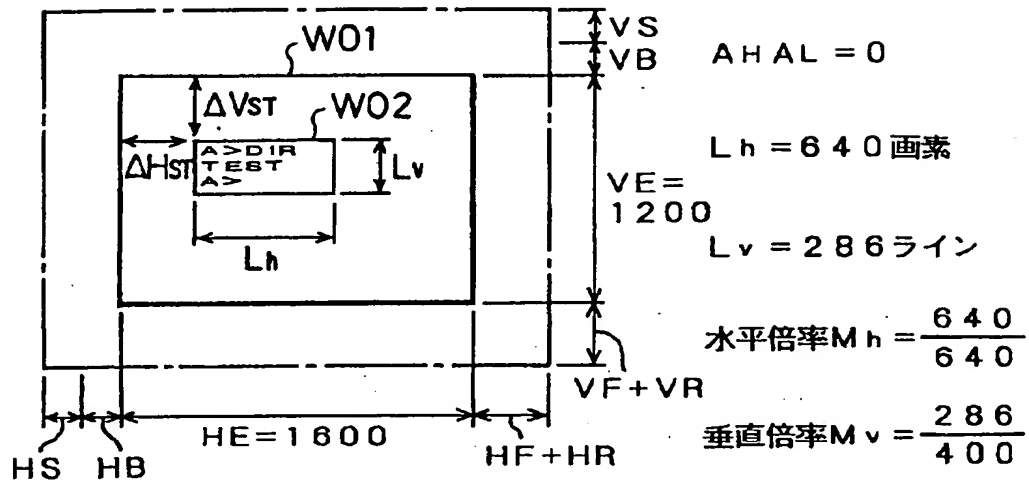 VS
VB
W01
ΔVST
W02
A>DIR
TEST
A>
ΔHST
Lv
Lh
VE=
1200
VF+VR
HS
HB
HE=1600
HF+HR
AHAL=0
Lh=640画素
Lv=286ライン
水平倍率Mh=640/640
垂直倍率Mv=286/400